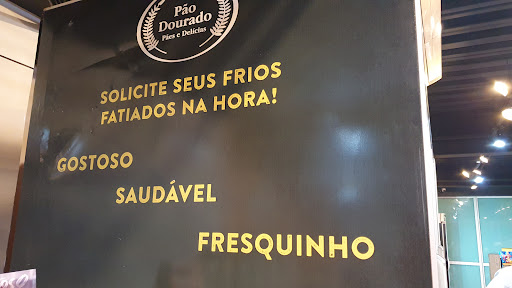 Pão
Dourado
Pães e Delícias
SOLICITE SEUS FRIOS
FATIADOS NA HORA!
GOSTOSO
SAUDÁVEL
FRESQUINHO